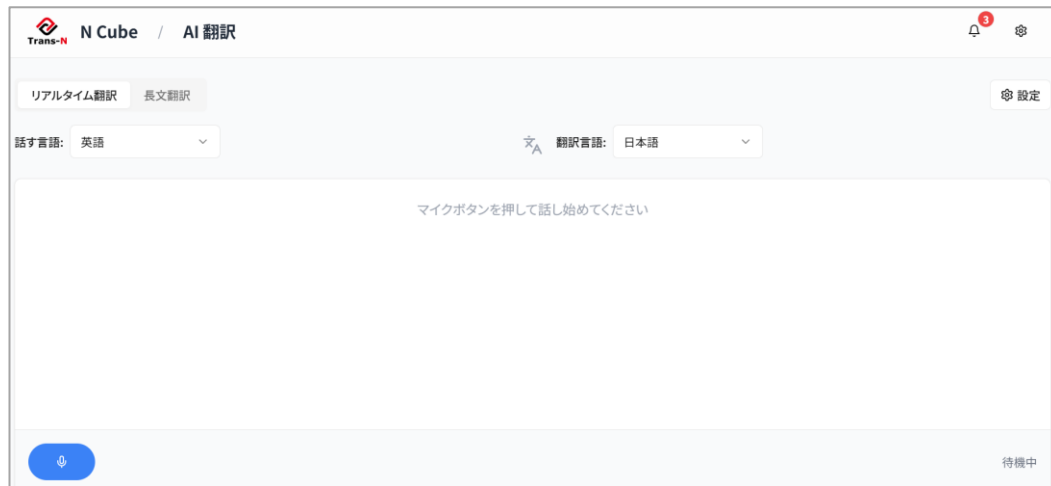 Trans-N N Cube / AI 翻訳 3
リアルタイム翻訳 長文翻訳 設定
話す言語: 英語 翻訳言語: 日本語
マイクボタンを押して話し始めてください
待機中